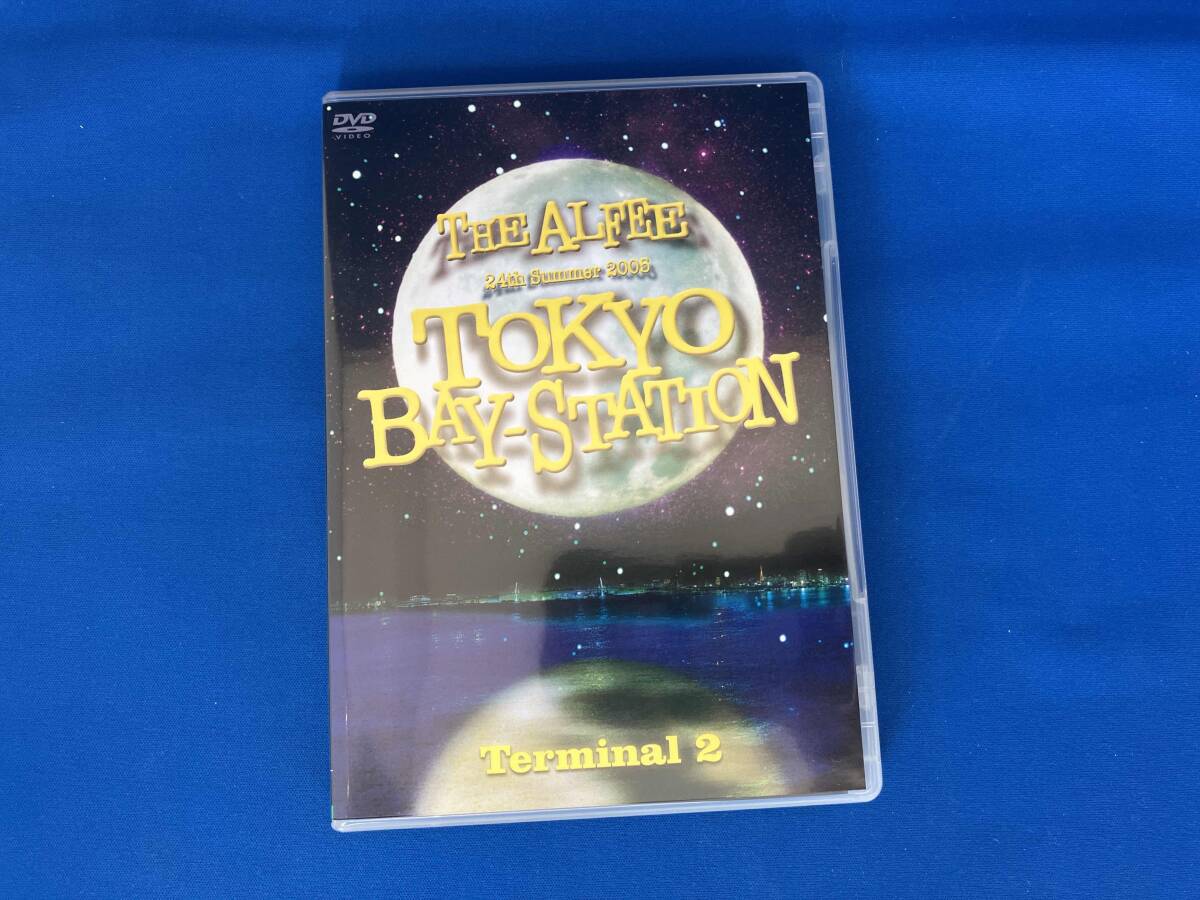 DVD
VIDEO
THE ALFEE
24th Summer 2005
TOKYO
BAY-STATION
Terminal 2